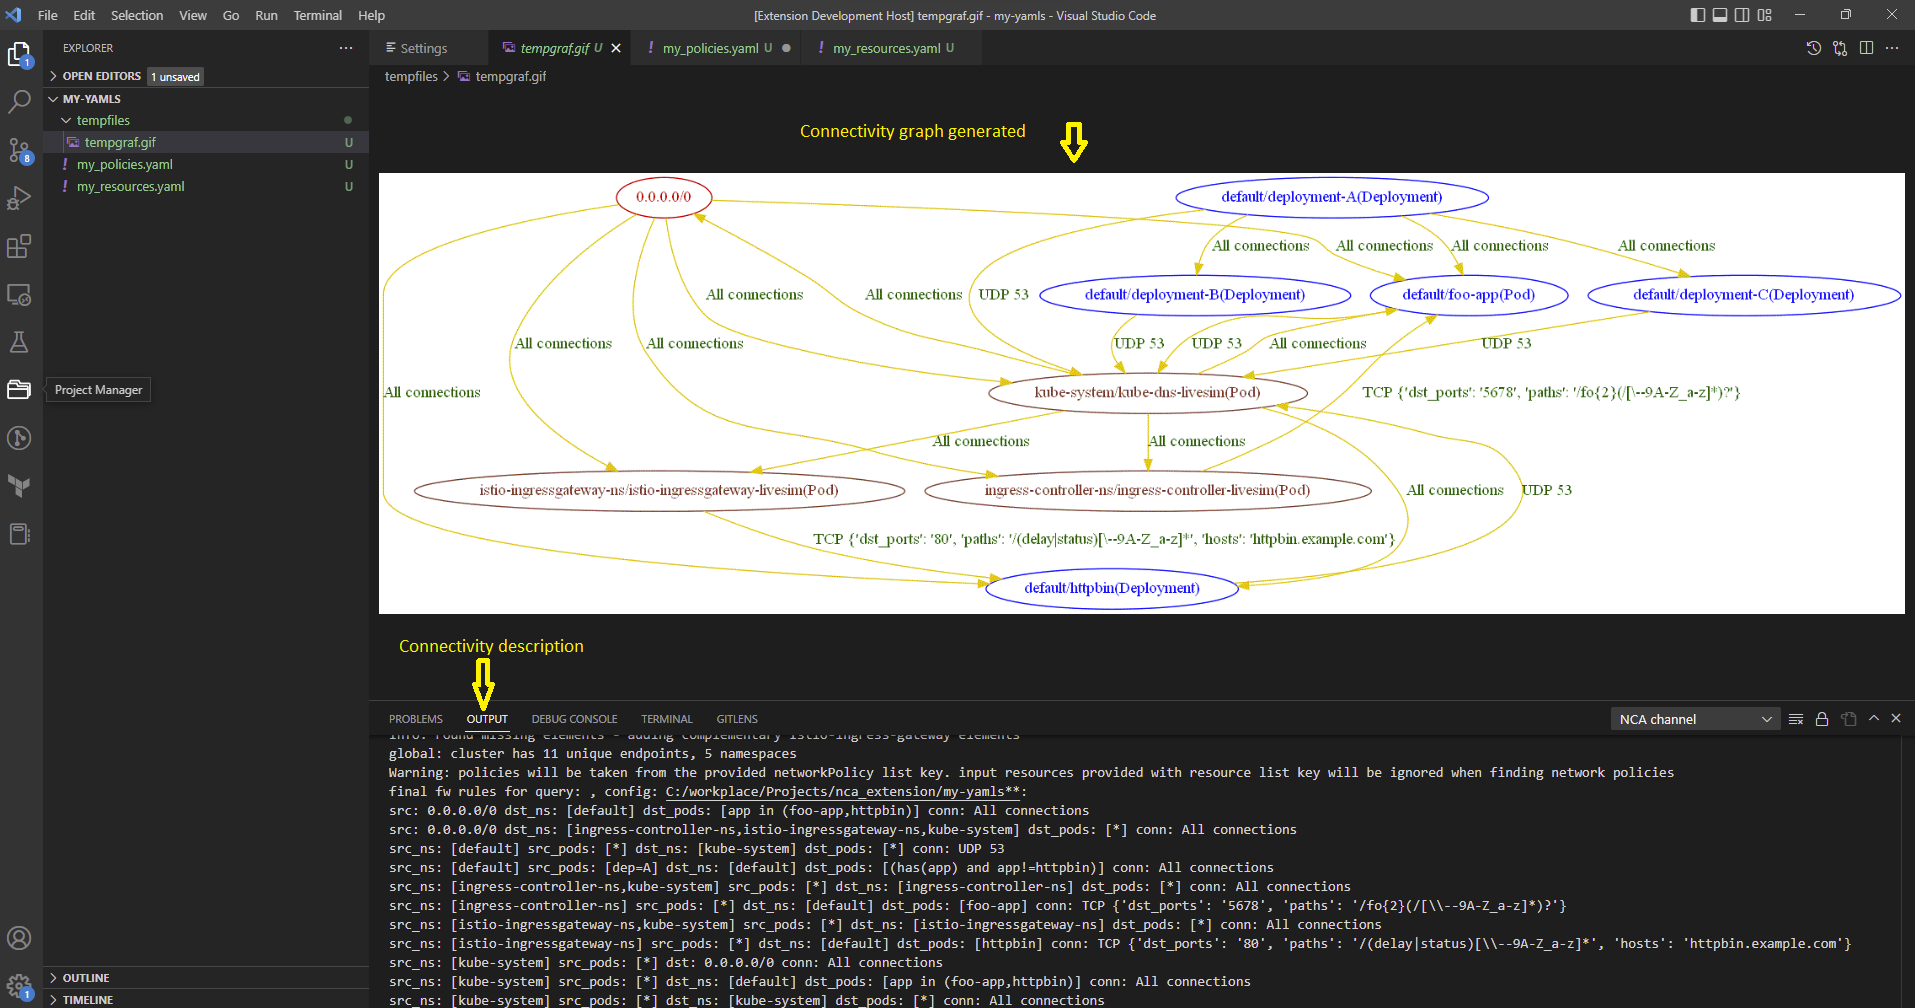 File Edit Selection View Go Run Terminal Help
[Extension Development Host] tempgraf.gif - my-yamls - Visual Studio Code
EXPLORER
OPEN EDITORS 1 unsaved
MY-YAMLS
tempfiles
tempgraf.gif U
my_policies.yaml U
my_resources.yaml U
1
8
Project Manager
1
OUTLINE
TIMELINE
Settings
tempgraf.gif U
! my_policies.yaml U
! my_resources.yaml U
tempfiles > tempgraf.gif
Connectivity graph generated
0.0.0.0/0
default/deployment-A(Deployment)
All connections
All connections
All connections
All connections
All connections
All connections
UDP 53
default/deployment-B(Deployment)
default/foo-app(Pod)
default/deployment-C(Deployment)
All connections
All connections
UDP 53
UDP 53
All connections
UDP 53
All connections
kube-system/kube-dns-livesim(Pod)
TCP {'dst_ports': '5678', 'paths': '/fo{2}(/[\--9A-Z_a-z]*)?'}
All connections
All connections
istio-ingressgateway-ns/istio-ingressgateway-livesim(Pod)
ingress-controller-ns/ingress-controller-livesim(Pod)
All connections
UDP 53
TCP {'dst_ports': '80', 'paths': '/(delay|status)[\--9A-Z_a-z]*', 'hosts': 'httpbin.example.com'}
default/httpbin(Deployment)
Connectivity description
PROBLEMS OUTPUT DEBUG CONSOLE TERMINAL GITLENS
NCA channel
info: Found missing elements - adding complementary istio-ingress-gateway elements
global: cluster has 11 unique endpoints, 5 namespaces
Warning: policies will be taken from the provided networkPolicy list key. input resources provided with resource list key will be ignored when finding network policies
final fw rules for query: , config: C:/workplace/Projects/nca_extension/my-yamls**:
src: 0.0.0.0/0 dst_ns: [default] dst_pods: [app in (foo-app,httpbin)] conn: All connections
src: 0.0.0.0/0 dst_ns: [ingress-controller-ns,istio-ingressgateway-ns,kube-system] dst_pods: [*] conn: All connections
src_ns: [default] src_pods: [*] dst_ns: [kube-system] dst_pods: [*] conn: UDP 53
src_ns: [default] src_pods: [dep=A] dst_ns: [default] dst_pods: [(has(app) and app!=httpbin)] conn: All connections
src_ns: [ingress-controller-ns,kube-system] src_pods: [*] dst_ns: [ingress-controller-ns] dst_pods: [*] conn: All connections
src_ns: [ingress-controller-ns] src_pods: [*] dst_ns: [default] dst_pods: [foo-app] conn: TCP {'dst_ports': '5678', 'paths': '/fo{2}(/[\\--9A-Z_a-z]*)?'}
src_ns: [istio-ingressgateway-ns,kube-system] src_pods: [*] dst_ns: [istio-ingressgateway-ns] dst_pods: [*] conn: All connections
src_ns: [istio-ingressgateway-ns] src_pods: [*] dst_ns: [default] dst_pods: [httpbin] conn: TCP {'dst_ports': '80', 'paths': '/(delay|status)[\\--9A-Z_a-z]*', 'hosts': 'httpbin.example.com'}
src_ns: [kube-system] src_pods: [*] dst: 0.0.0.0/0 conn: All connections
src_ns: [kube-system] src_pods: [*] dst_ns: [default] dst_pods: [app in (foo-app,httpbin)] conn: All connections
src_ns: [kube-system] src_pods: [*] dst_ns: [kube-system] dst_pods: [*] conn: All connections